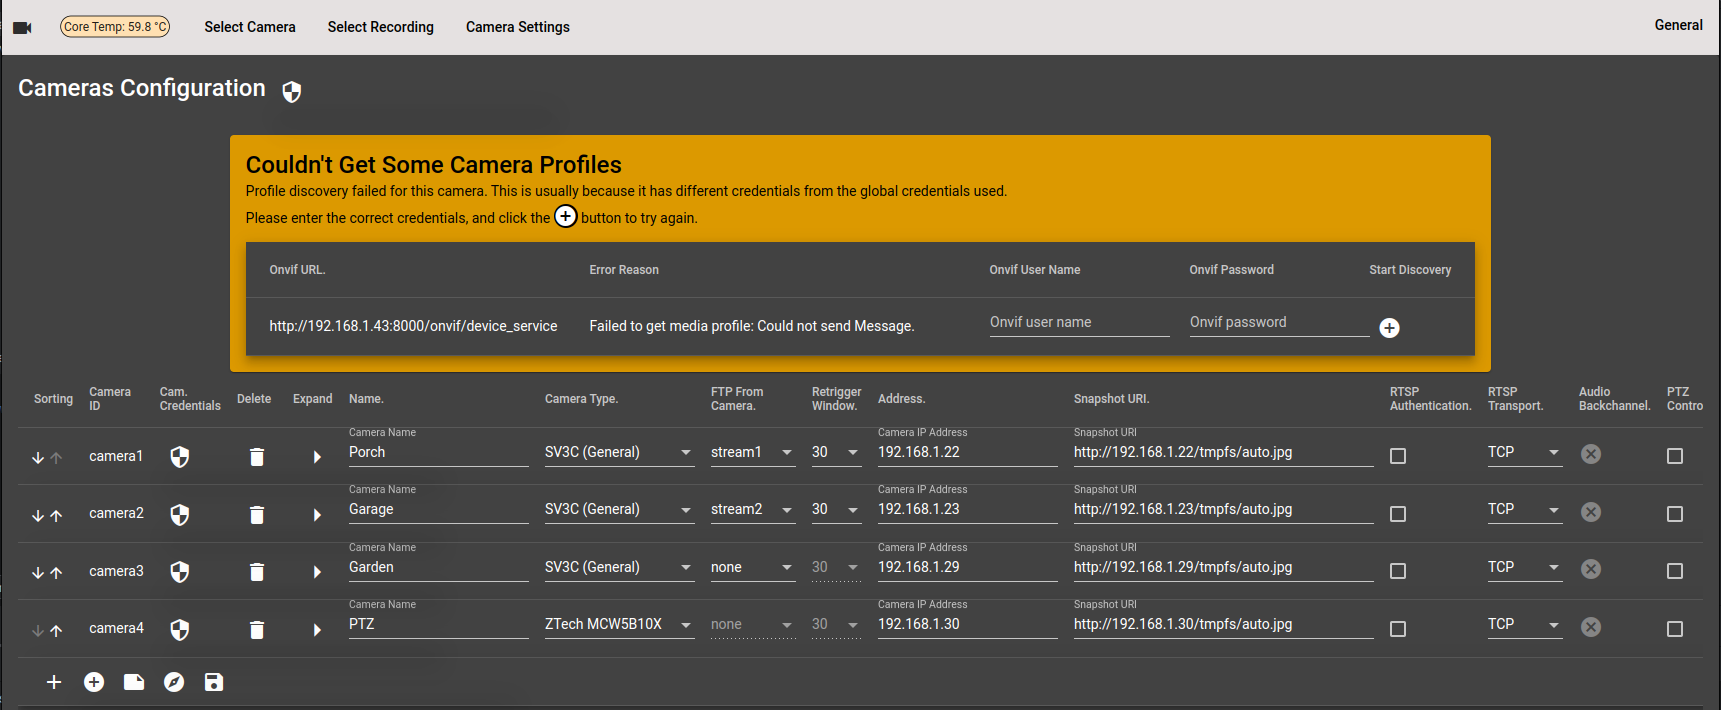 Core Temp: 59.8 °C Select Camera Select Recording Camera Settings General
Cameras Configuration
Couldn't Get Some Camera Profiles
Profile discovery failed for this camera. This is usually because it has different credentials from the global credentials used.
Please enter the correct credentials, and click the button to try again.
Onvif URL. Error Reason Onvif User Name Onvif Password Start Discovery
http://192.168.1.43:8000/onvif/device_service Failed to get media profile: Could not send Message. Onvif user name Onvif password
Sorting Camera ID Cam. Credentials Delete Expand Name. Camera Type. FTP From Camera. Retrigger Window. Address. Snapshot URI. RTSP Authentication. RTSP Transport. Audio Backchannel. PTZ Contro
Camera Name Camera IP Address Snapshot URI
camera1 Porch SV3C (General) stream1 30 192.168.1.22 http://192.168.1.22/tmpfs/auto.jpg TCP
Camera Name Camera IP Address Snapshot URI
camera2 Garage SV3C (General) stream2 30 192.168.1.23 http://192.168.1.23/tmpfs/auto.jpg TCP
Camera Name Camera IP Address Snapshot URI
camera3 Garden SV3C (General) none 30 192.168.1.29 http://192.168.1.29/tmpfs/auto.jpg TCP
Camera Name Camera IP Address Snapshot URI
camera4 PTZ ZTech MCW5B10X none 30 192.168.1.30 http://192.168.1.30/tmpfs/auto.jpg TCP